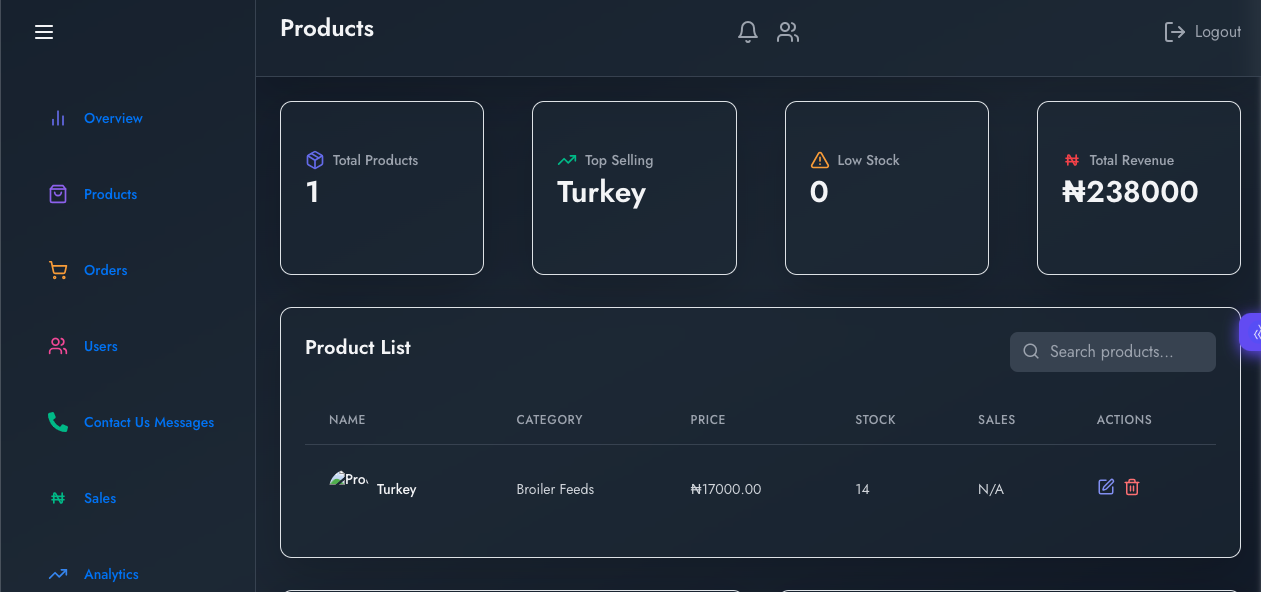 Products
Logout
Overview
Products
Orders
Users
Contact Us Messages
Sales
Analytics
Total Products
1
Top Selling
Turkey
Low Stock
0
Total Revenue
₦238000
Product List
Search products...
NAME CATEGORY PRICE STOCK SALES ACTIONS
Pro Turkey Broiler Feeds ₦17000.00 14 N/A